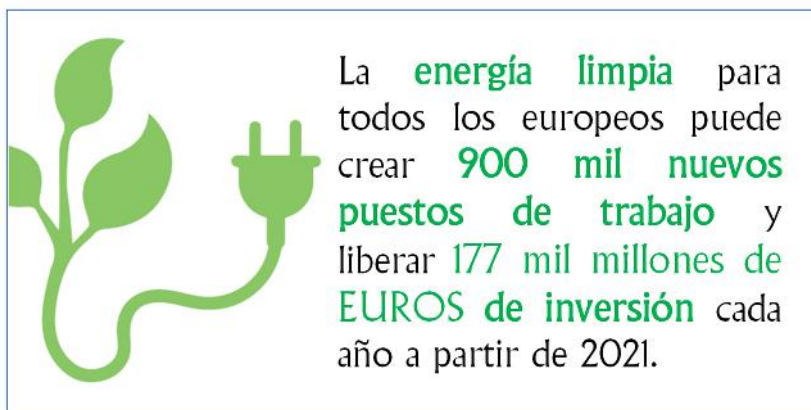 La energía limpia para
todos los europeos puede
crear 900 mil nuevos
puestos de trabajo y
liberar 177 mil millones de
EUROS de inversión cada
año a partir de 2021.